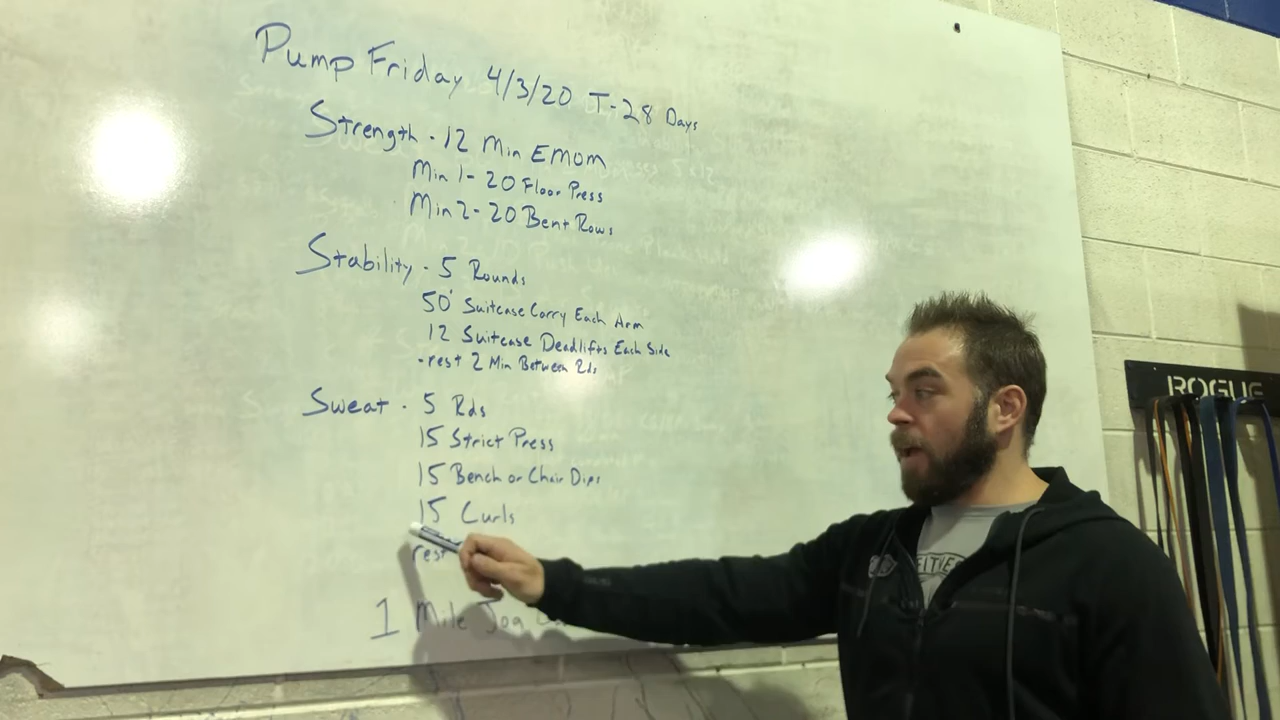 Pump Friday 4/3/20 T-28 Days
Strength - 12 Min EMOM
Min 1 - 20 Floor Press
Min 2 - 20 Bent Rows
Stability - 5 Rounds
50' Suitcase Carry Each Arm
12 Suitcase Deadlifts Each Side
- rest 2 Min Between Rds
Sweat - 5 Rds
15 Strict Press
15 Bench or Chair Dips
15 Curls
rest
1 Mile Jog
ROGUE